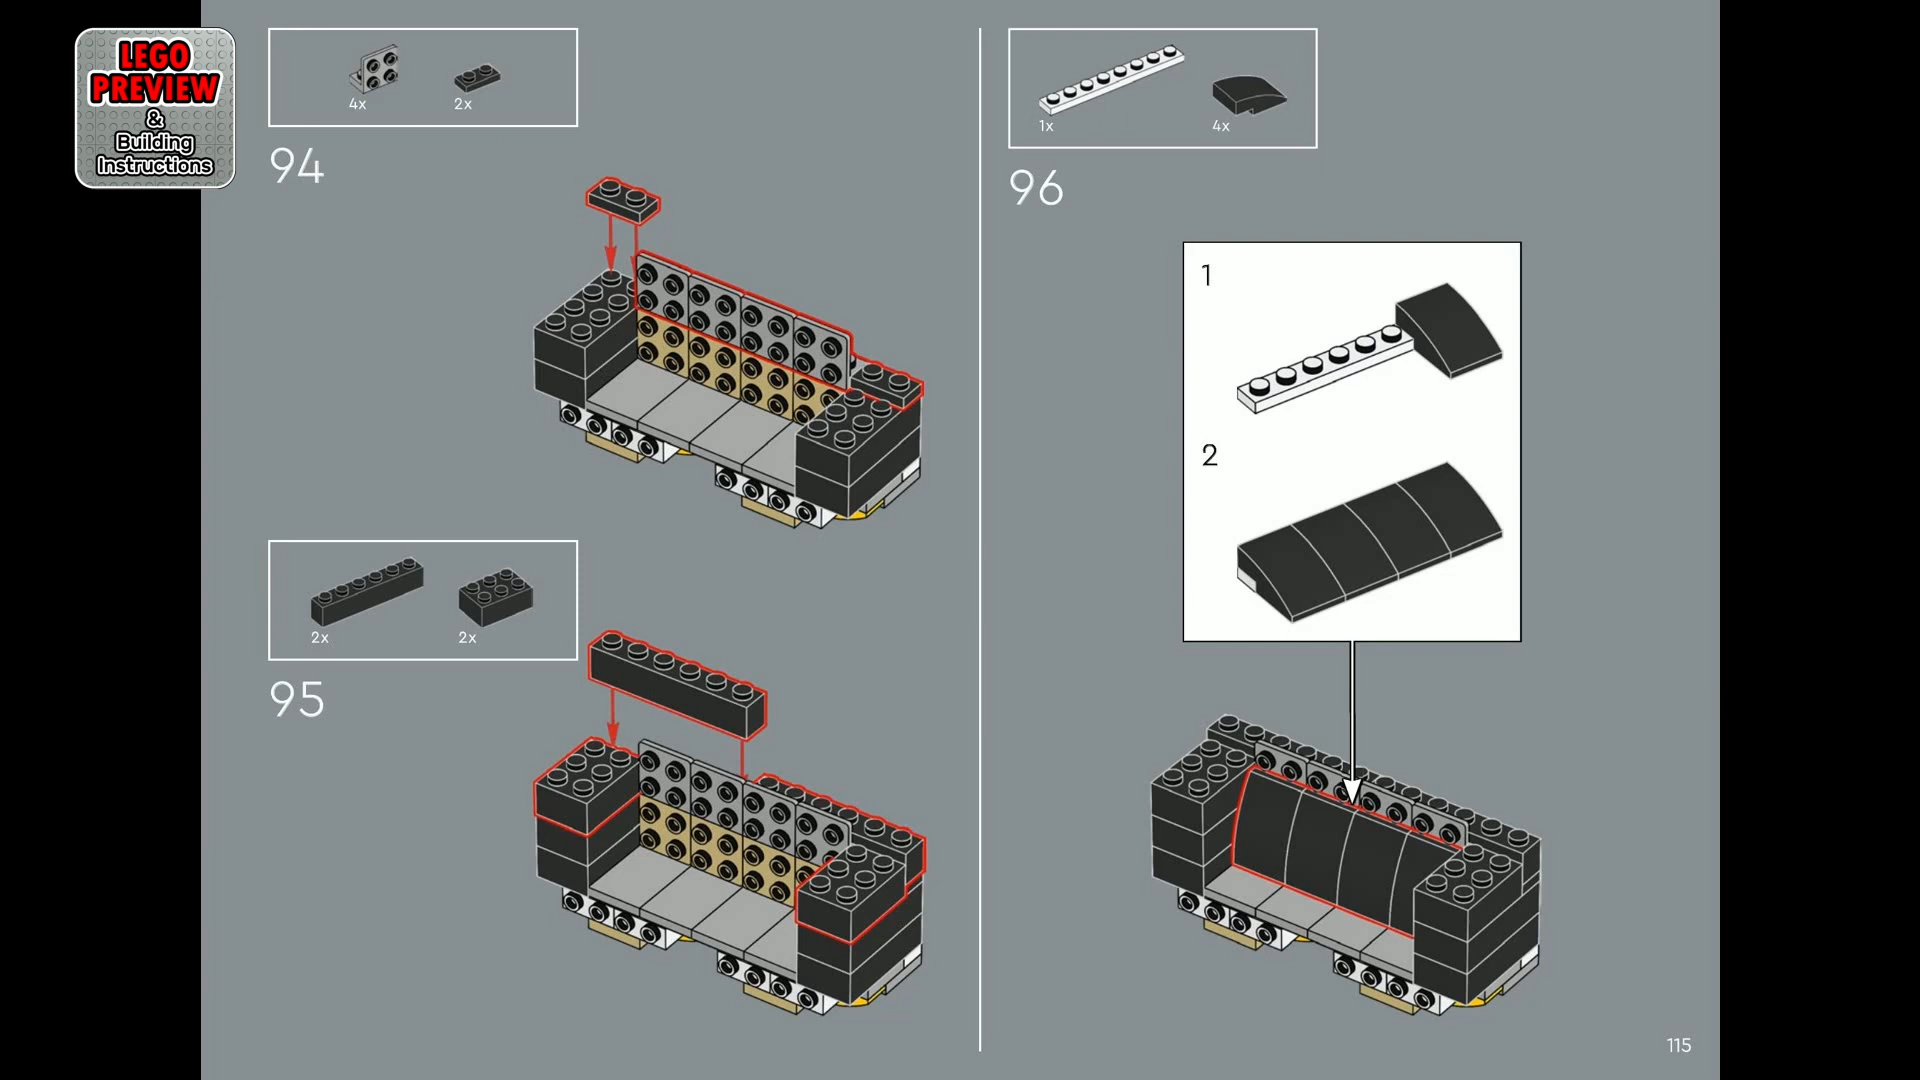 LEGO
PREVIEW
&
Building
Instructions
4x
2x
94
2x
2x
95
1x
4x
96
1
2
115